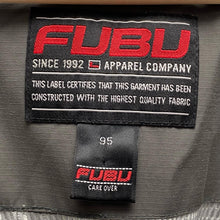 FUBU
SINCE 1992 APPAREL COMPANY
THIS LABEL CERTIFIES THAT THIS GARMENT HAS BEEN
CONSTRUCTED WITH THE HIGHEST QUALITY FABRIC
95
FUBU
CARE OVER